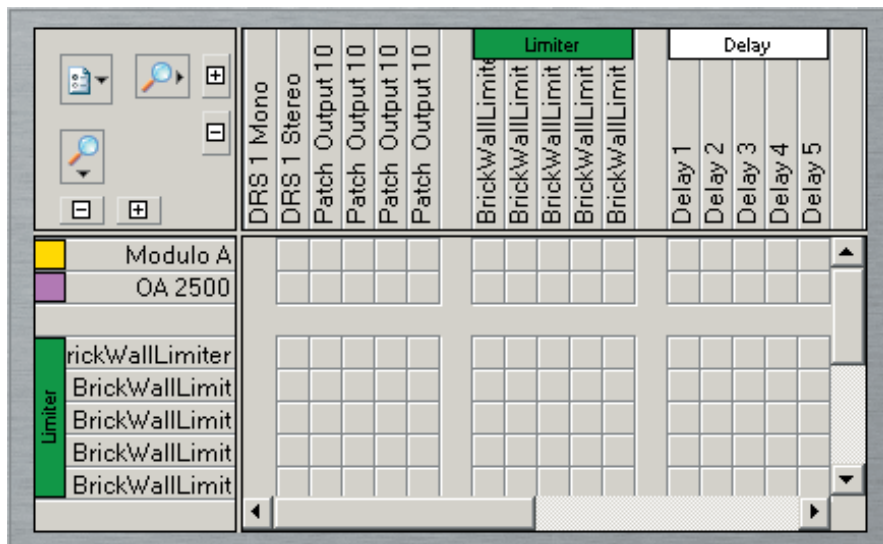 Limiter
Delay
DRS 1 Mono
DRS 1 Stereo
Patch Output 10
Patch Output 10
Patch Output 10
Patch Output 10
BrickWallLimite
BrickWallLimit
BrickWallLimit
BrickWallLimit
BrickWallLimit
Delay 1
Delay 2
Delay 3
Delay 4
Delay 5
Modulo A
OA 2500
Limiter
rickWallLimiter
BrickWallLimit
BrickWallLimit
BrickWallLimit
BrickWallLimit